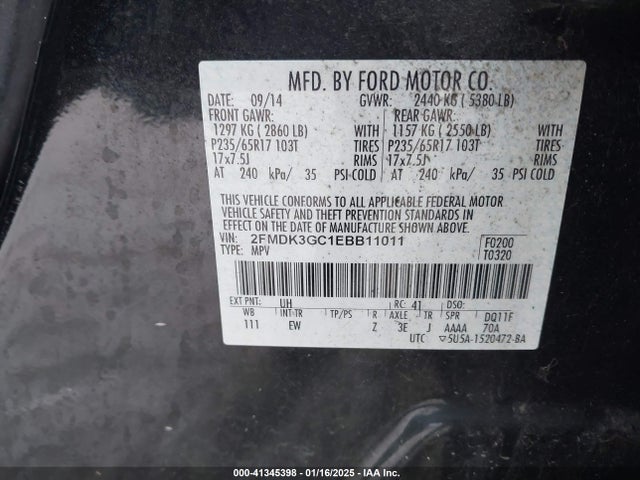 MFD. BY FORD MOTOR CO.
DATE: 09/14 GVWR: 2440 KG ( 5380 LB)
FRONT GAWR: REAR GAWR:
1297 KG ( 2860 LB) WITH 1157 KG ( 2550 LB) WITH
P235/65R17 103T TIRES P235/65R17 103T TIRES
17x7.5J RIMS 17x7.5J RIMS
AT 240 kPa/ 35 PSI COLD AT 240 kPa/ 35 PSI COLD
THIS VEHICLE CONFORMS TO ALL APPLICABLE FEDERAL MOTOR
VEHICLE SAFETY AND THEFT PREVENTION STANDARDS IN
EFFECT ON THE DATE OF MANUFACTURE SHOWN ABOVE.
VIN: 2FMDK3GC1EBB11011 F0200
TYPE: MPV T0320
EXT PNT: UH RC: 41 DSO:
WB INT TR TP/PS R AXLE TR SPR DQ11F
111 EW Z 3E J AAAA 70A
UTC ▽5U5A-1520472-BA
000-41345398 - 01/16/2025 - IAA Inc.